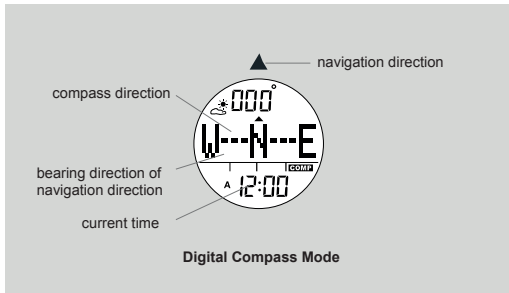 navigation direction
compass direction
000°
W---N---E
bearing direction of
navigation direction
COMP
A 12:00
current time
Digital Compass Mode